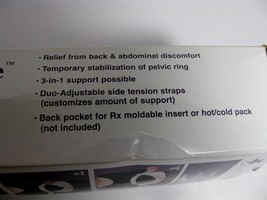 e™
• Relief from back & abdominal discomfort
• Temporary stabilization of pelvic ring
• 3-in-1 support possible
• Duo-Adjustable side tension straps
(customizes amount of support)
• Back pocket for Rx moldable insert or hot/cold pack
(not included)